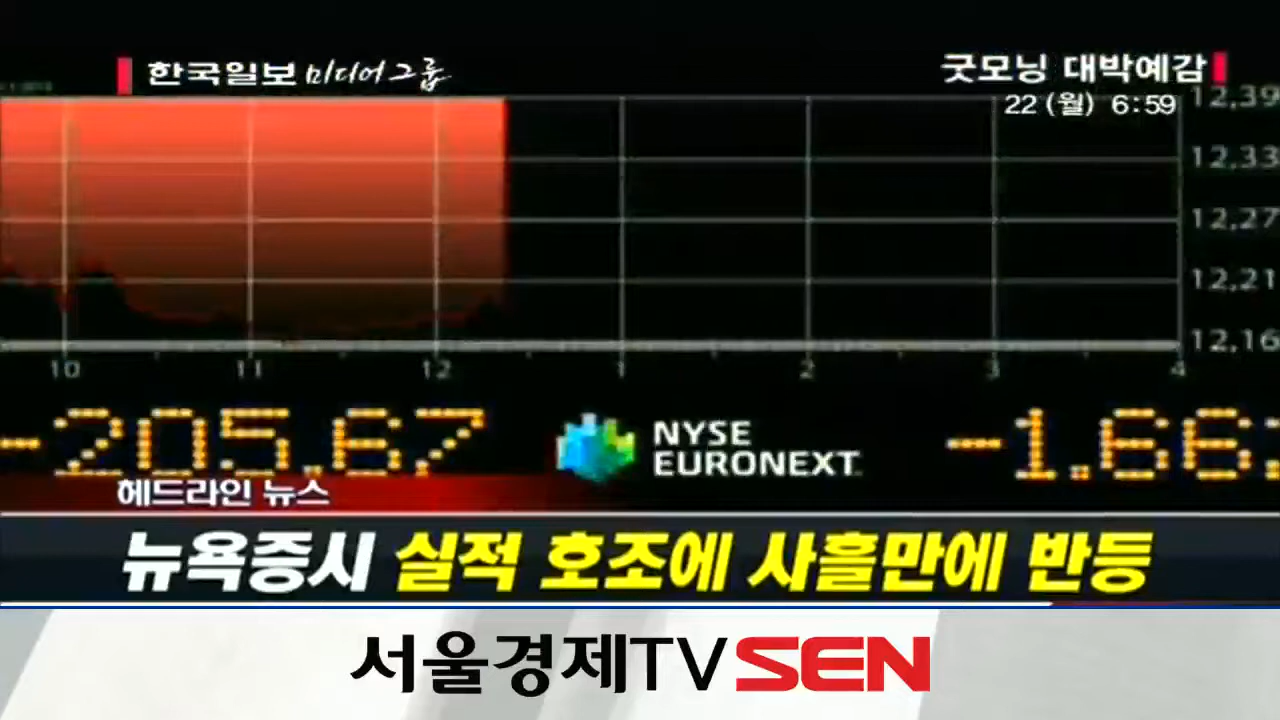 한국일보 미디어그룹
굿모닝 대박예감
22 (월) 6:59
12,39
12,33
12,27
12,21
12,16
10 11 12 1 2 3 4
-205.67
NYSE
EURONEXT
-1.66
헤드라인 뉴스
뉴욕증시 실적 호조에 사흘만에 반등
서울경제TV SEN